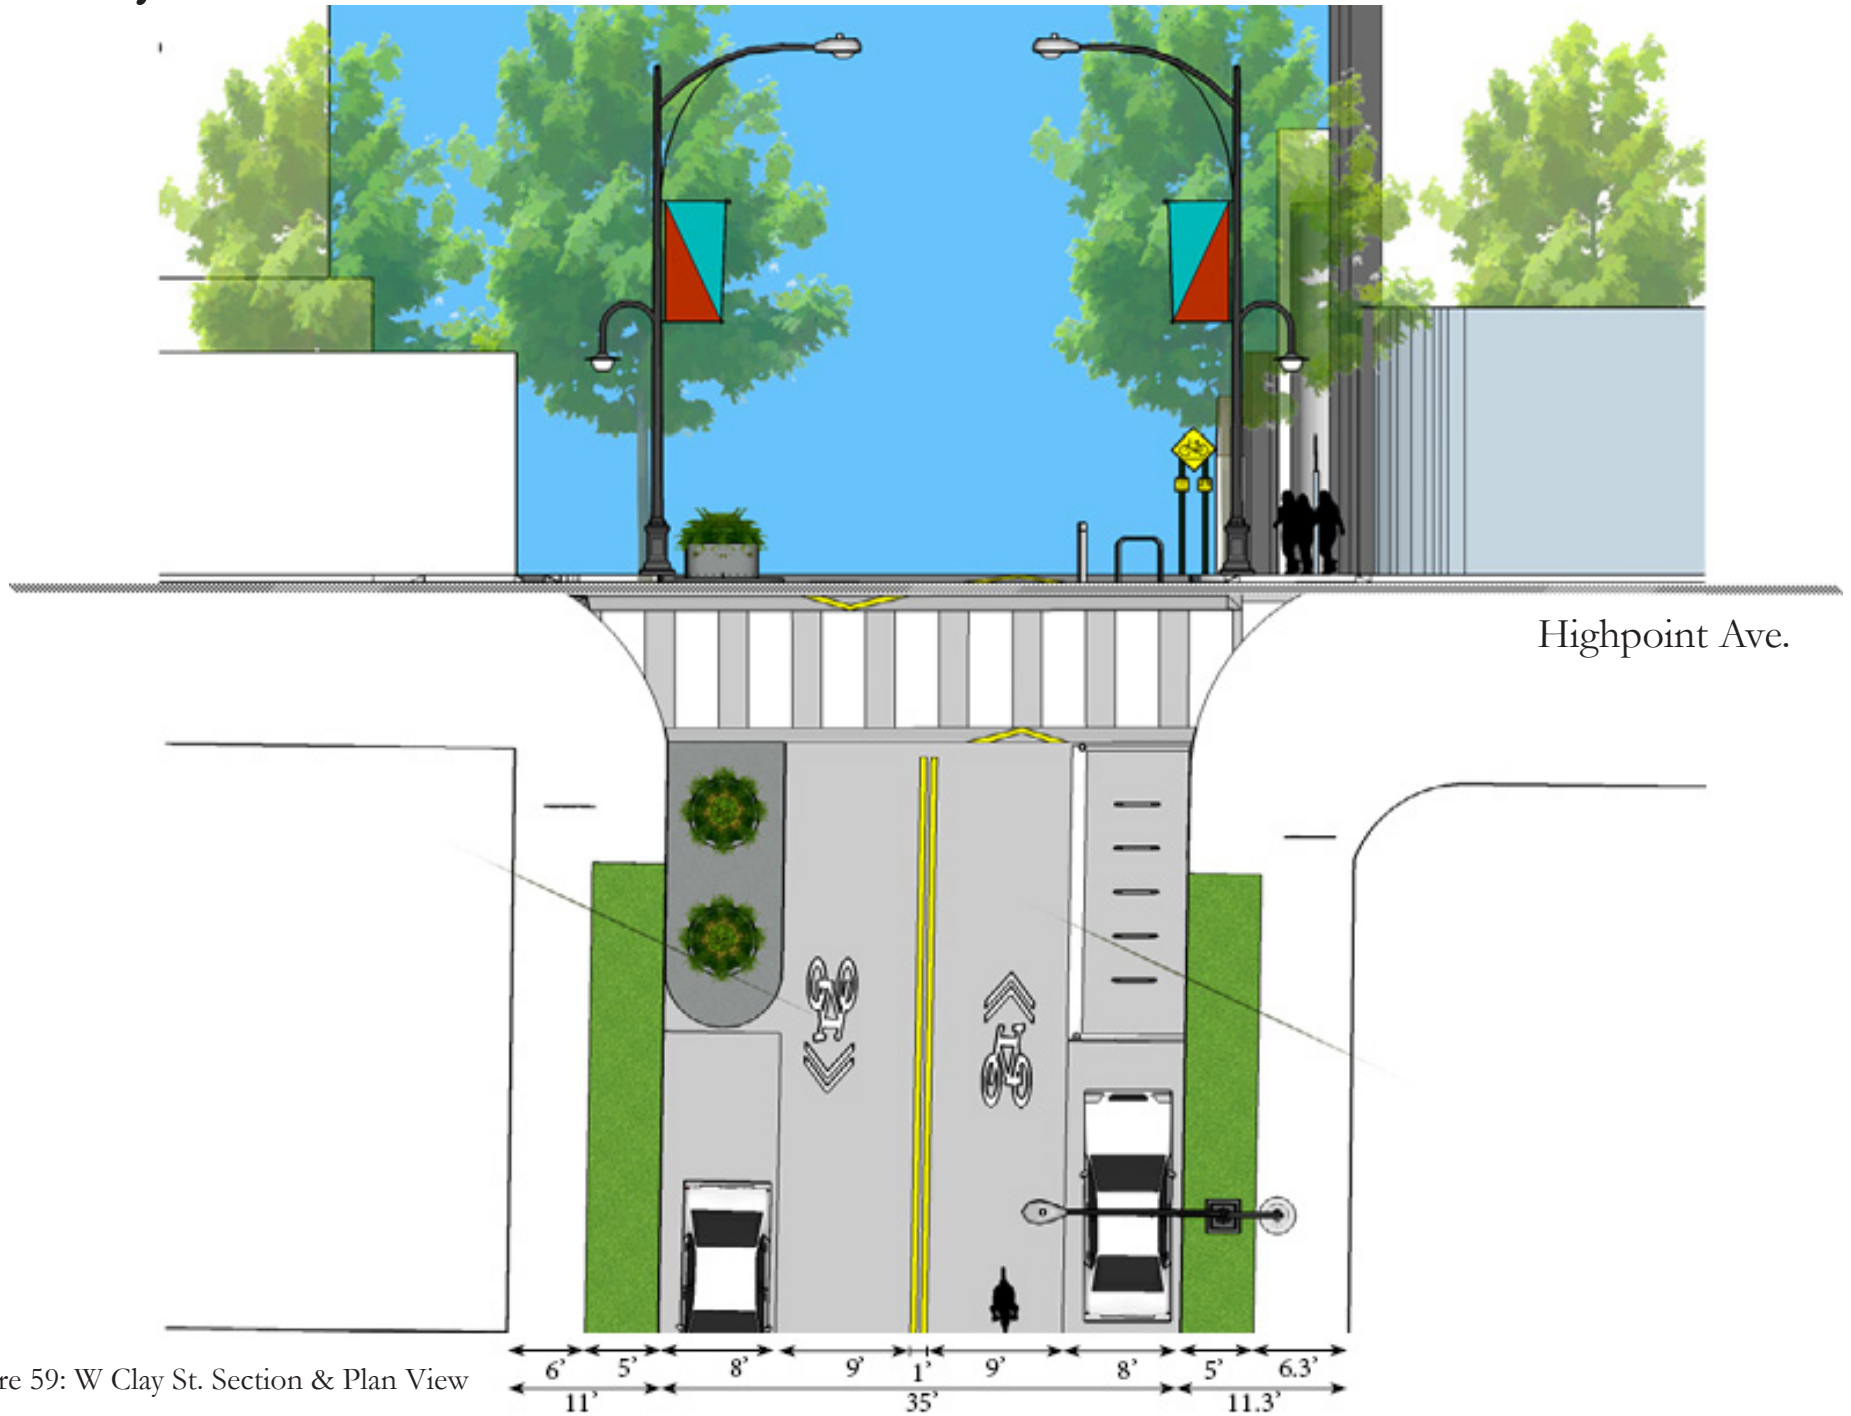 Highpoint Ave.
6’ 5’ 8’ 9’ 1’ 9’ 8’ 5’ 6.3’
re 59: W Clay St. Section & Plan View
11’ 35’ 11.3’